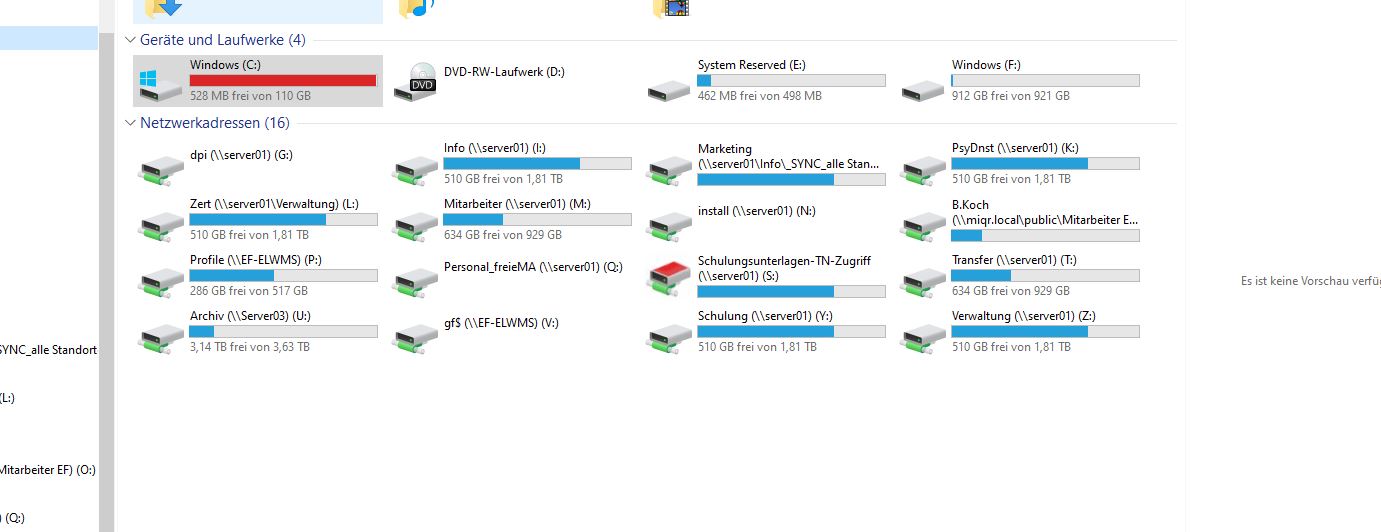 Geräte und Laufwerke (4)
Windows (C:)
528 MB frei von 110 GB
DVD-RW-Laufwerk (D:)
DVD
System Reserved (E:)
462 MB frei von 498 MB
Windows (F:)
912 GB frei von 921 GB
Netzwerkadressen (16)
dpi (\\server01) (G:)
Info (\\server01) (I:)
510 GB frei von 1,81 TB
Marketing
(\\server01\Info\_SYNC_alle Stan...
PsyDnst (\\server01) (K:)
510 GB frei von 1,81 TB
Zert (\\server01\Verwaltung) (L:)
510 GB frei von 1,81 TB
Mitarbeiter (\\server01) (M:)
634 GB frei von 929 GB
install (\\server01) (N:)
B.Koch
(\\miqr.local\public\Mitarbeiter E...
Profile (\\EF-ELWMS) (P:)
286 GB frei von 517 GB
Personal_freieMA (\\server01) (Q:)
Schulungsunterlagen-TN-Zugriff
(\\server01) (S:)
Transfer (\\server01) (T:)
634 GB frei von 929 GB
Archiv (\\Server03) (U:)
3,14 TB frei von 3,63 TB
gf$ (\\EF-ELWMS) (V:)
Schulung (\\server01) (Y:)
510 GB frei von 1,81 TB
Verwaltung (\\server01) (Z:)
510 GB frei von 1,81 TB
SYNC_alle Standort
(L:)
Mitarbeiter EF) (O:)
) (Q:)
Es ist keine Vorschau verfüg